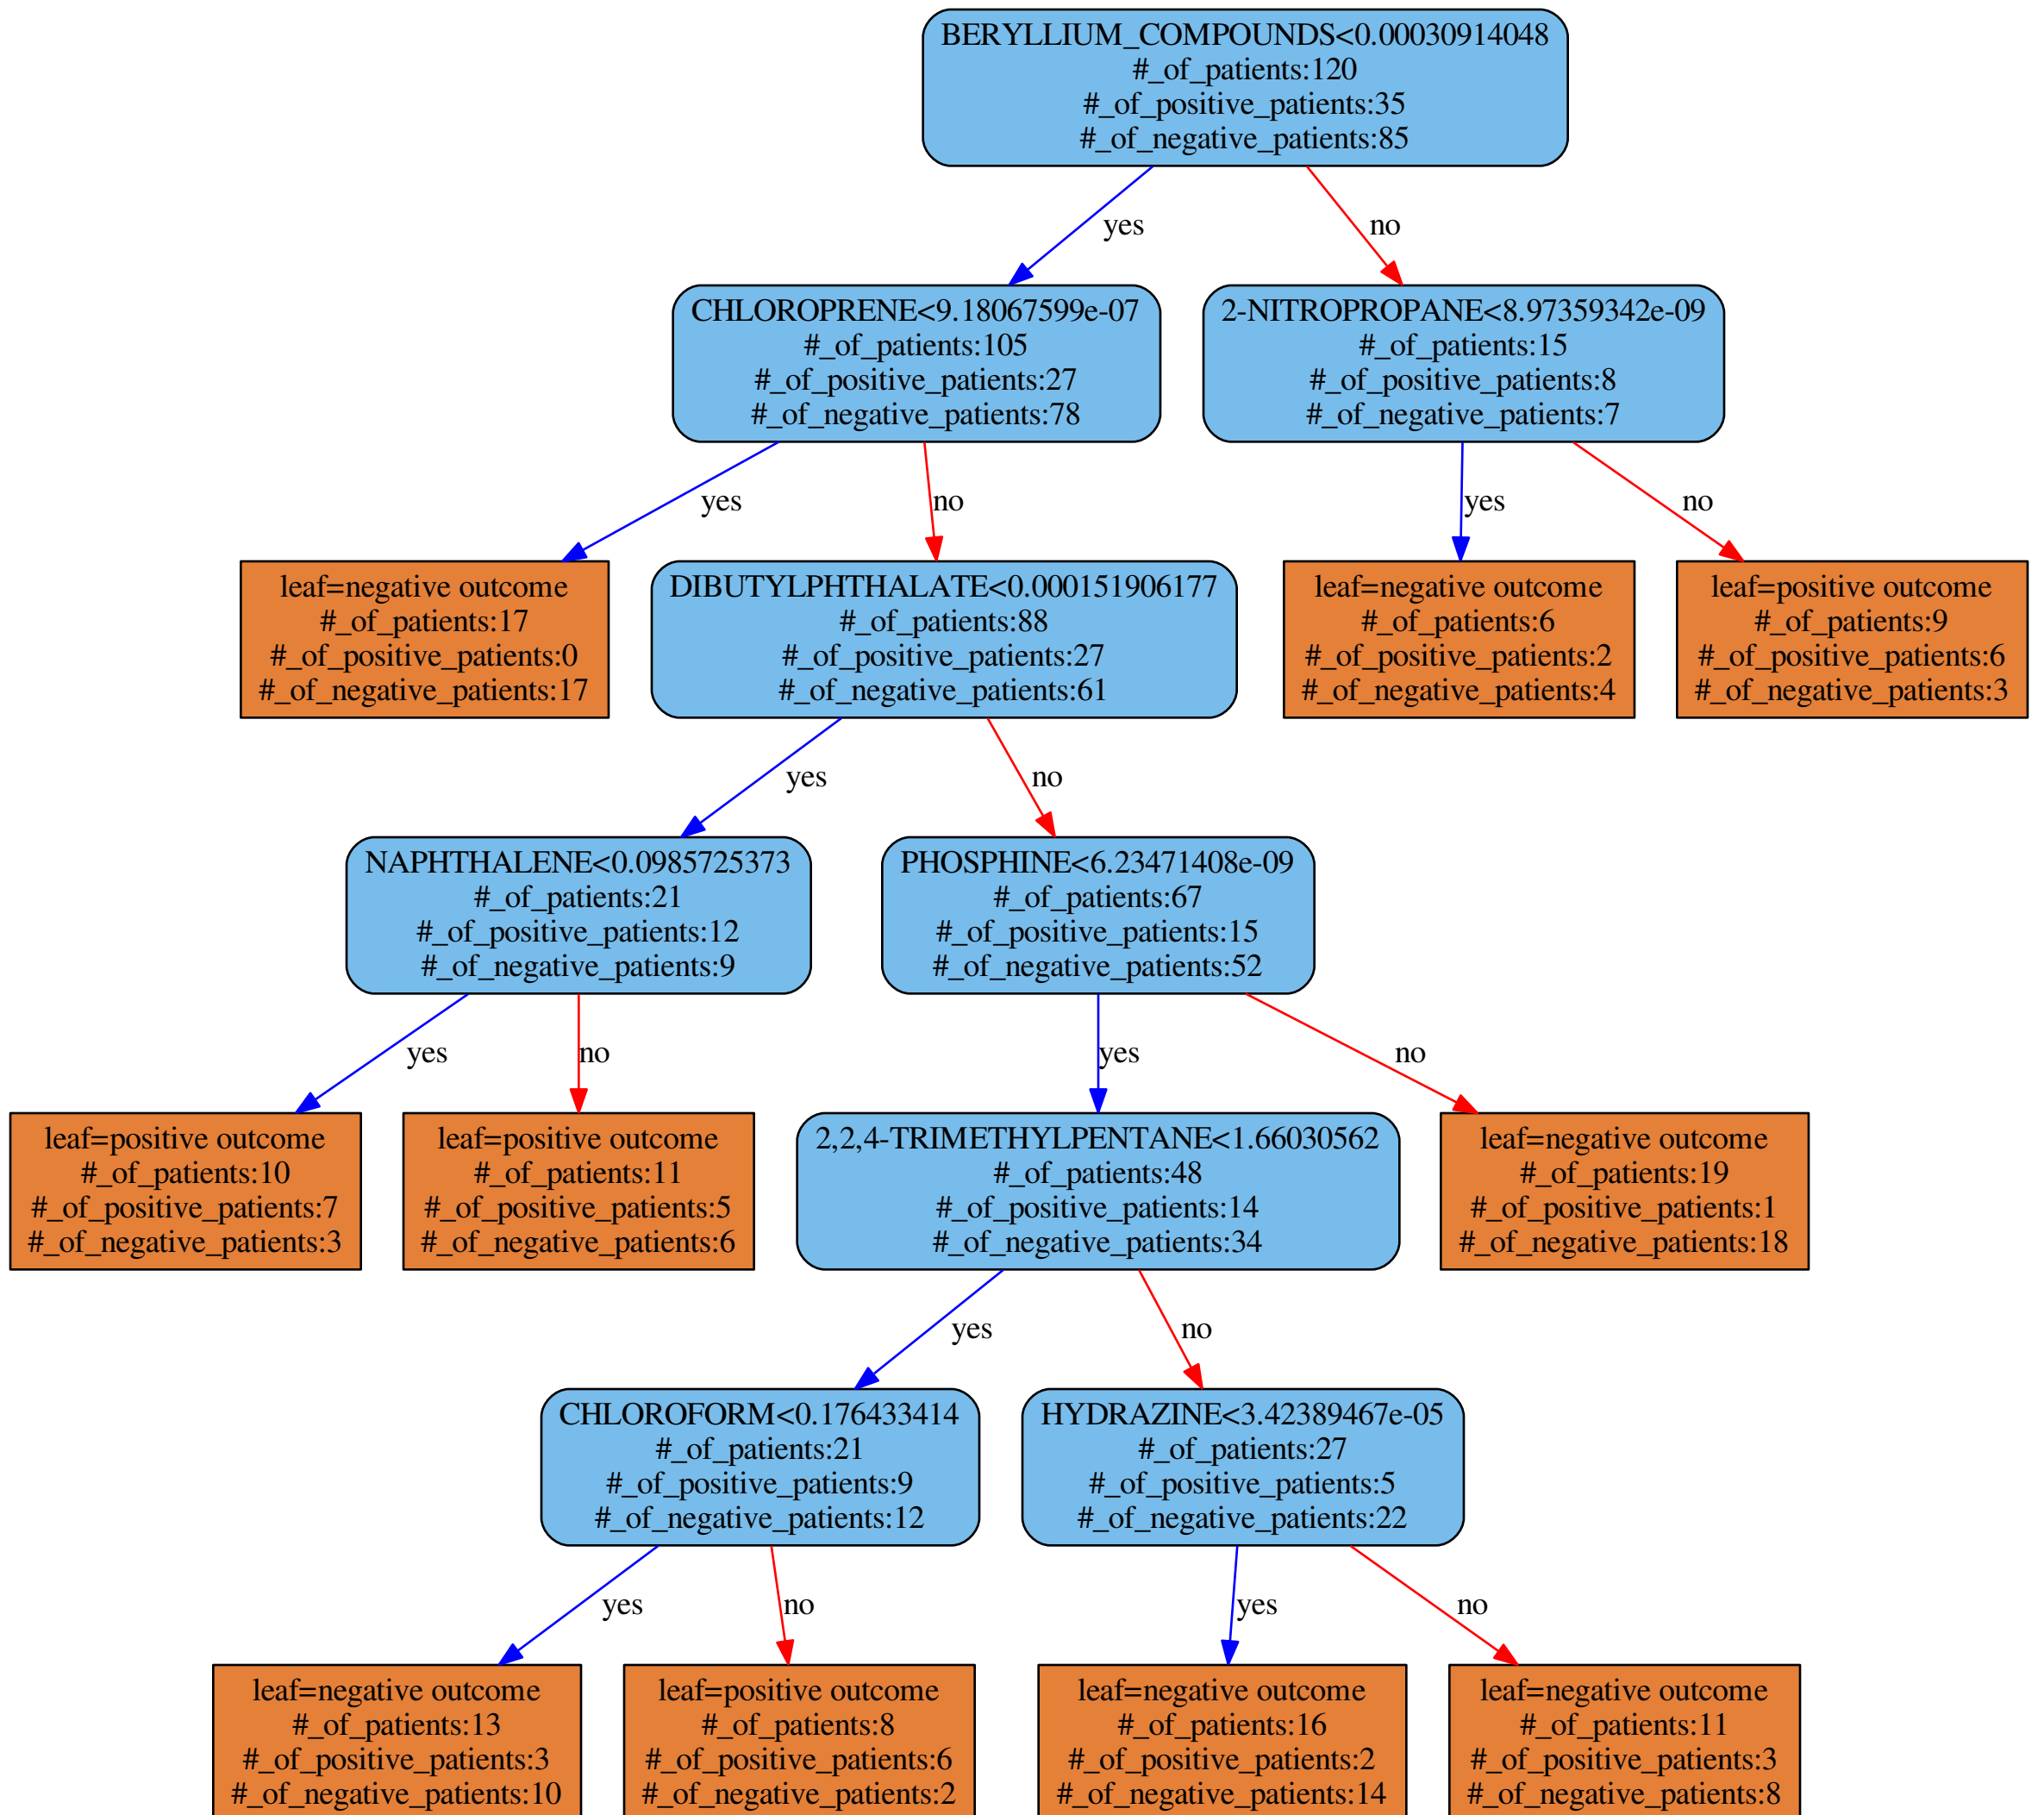 BERYLLIUM_COMPOUNDS<0.00030914048
#_of_patients:120
#_of_positive_patients:35
#_of_negative_patients:85
yes
no
CHLOROPRENE<9.18067599e-07
#_of_patients:105
#_of_positive_patients:27
#_of_negative_patients:78
2-NITROPROPANE<8.97359342e-09
#_of_patients:15
#_of_positive_patients:8
#_of_negative_patients:7
yes
no
yes
no
leaf=negative outcome
#_of_patients:17
#_of_positive_patients:0
#_of_negative_patients:17
DIBUTYLPHTHALATE<0.000151906177
#_of_patients:88
#_of_positive_patients:27
#_of_negative_patients:61
leaf=negative outcome
#_of_patients:6
#_of_positive_patients:2
#_of_negative_patients:4
leaf=positive outcome
#_of_patients:9
#_of_positive_patients:6
#_of_negative_patients:3
yes
no
NAPHTHALENE<0.0985725373
#_of_patients:21
#_of_positive_patients:12
#_of_negative_patients:9
PHOSPHINE<6.23471408e-09
#_of_patients:67
#_of_positive_patients:15
#_of_negative_patients:52
yes
no
yes
no
leaf=positive outcome
#_of_patients:10
#_of_positive_patients:7
#_of_negative_patients:3
leaf=positive outcome
#_of_patients:11
#_of_positive_patients:5
#_of_negative_patients:6
2,2,4-TRIMETHYLPENTANE<1.66030562
#_of_patients:48
#_of_positive_patients:14
#_of_negative_patients:34
leaf=negative outcome
#_of_patients:19
#_of_positive_patients:1
#_of_negative_patients:18
yes
no
CHLOROFORM<0.176433414
#_of_patients:21
#_of_positive_patients:9
#_of_negative_patients:12
HYDRAZINE<3.42389467e-05
#_of_patients:27
#_of_positive_patients:5
#_of_negative_patients:22
yes
no
yes
no
leaf=negative outcome
#_of_patients:13
#_of_positive_patients:3
#_of_negative_patients:10
leaf=positive outcome
#_of_patients:8
#_of_positive_patients:6
#_of_negative_patients:2
leaf=negative outcome
#_of_patients:16
#_of_positive_patients:2
#_of_negative_patients:14
leaf=negative outcome
#_of_patients:11
#_of_positive_patients:3
#_of_negative_patients:8